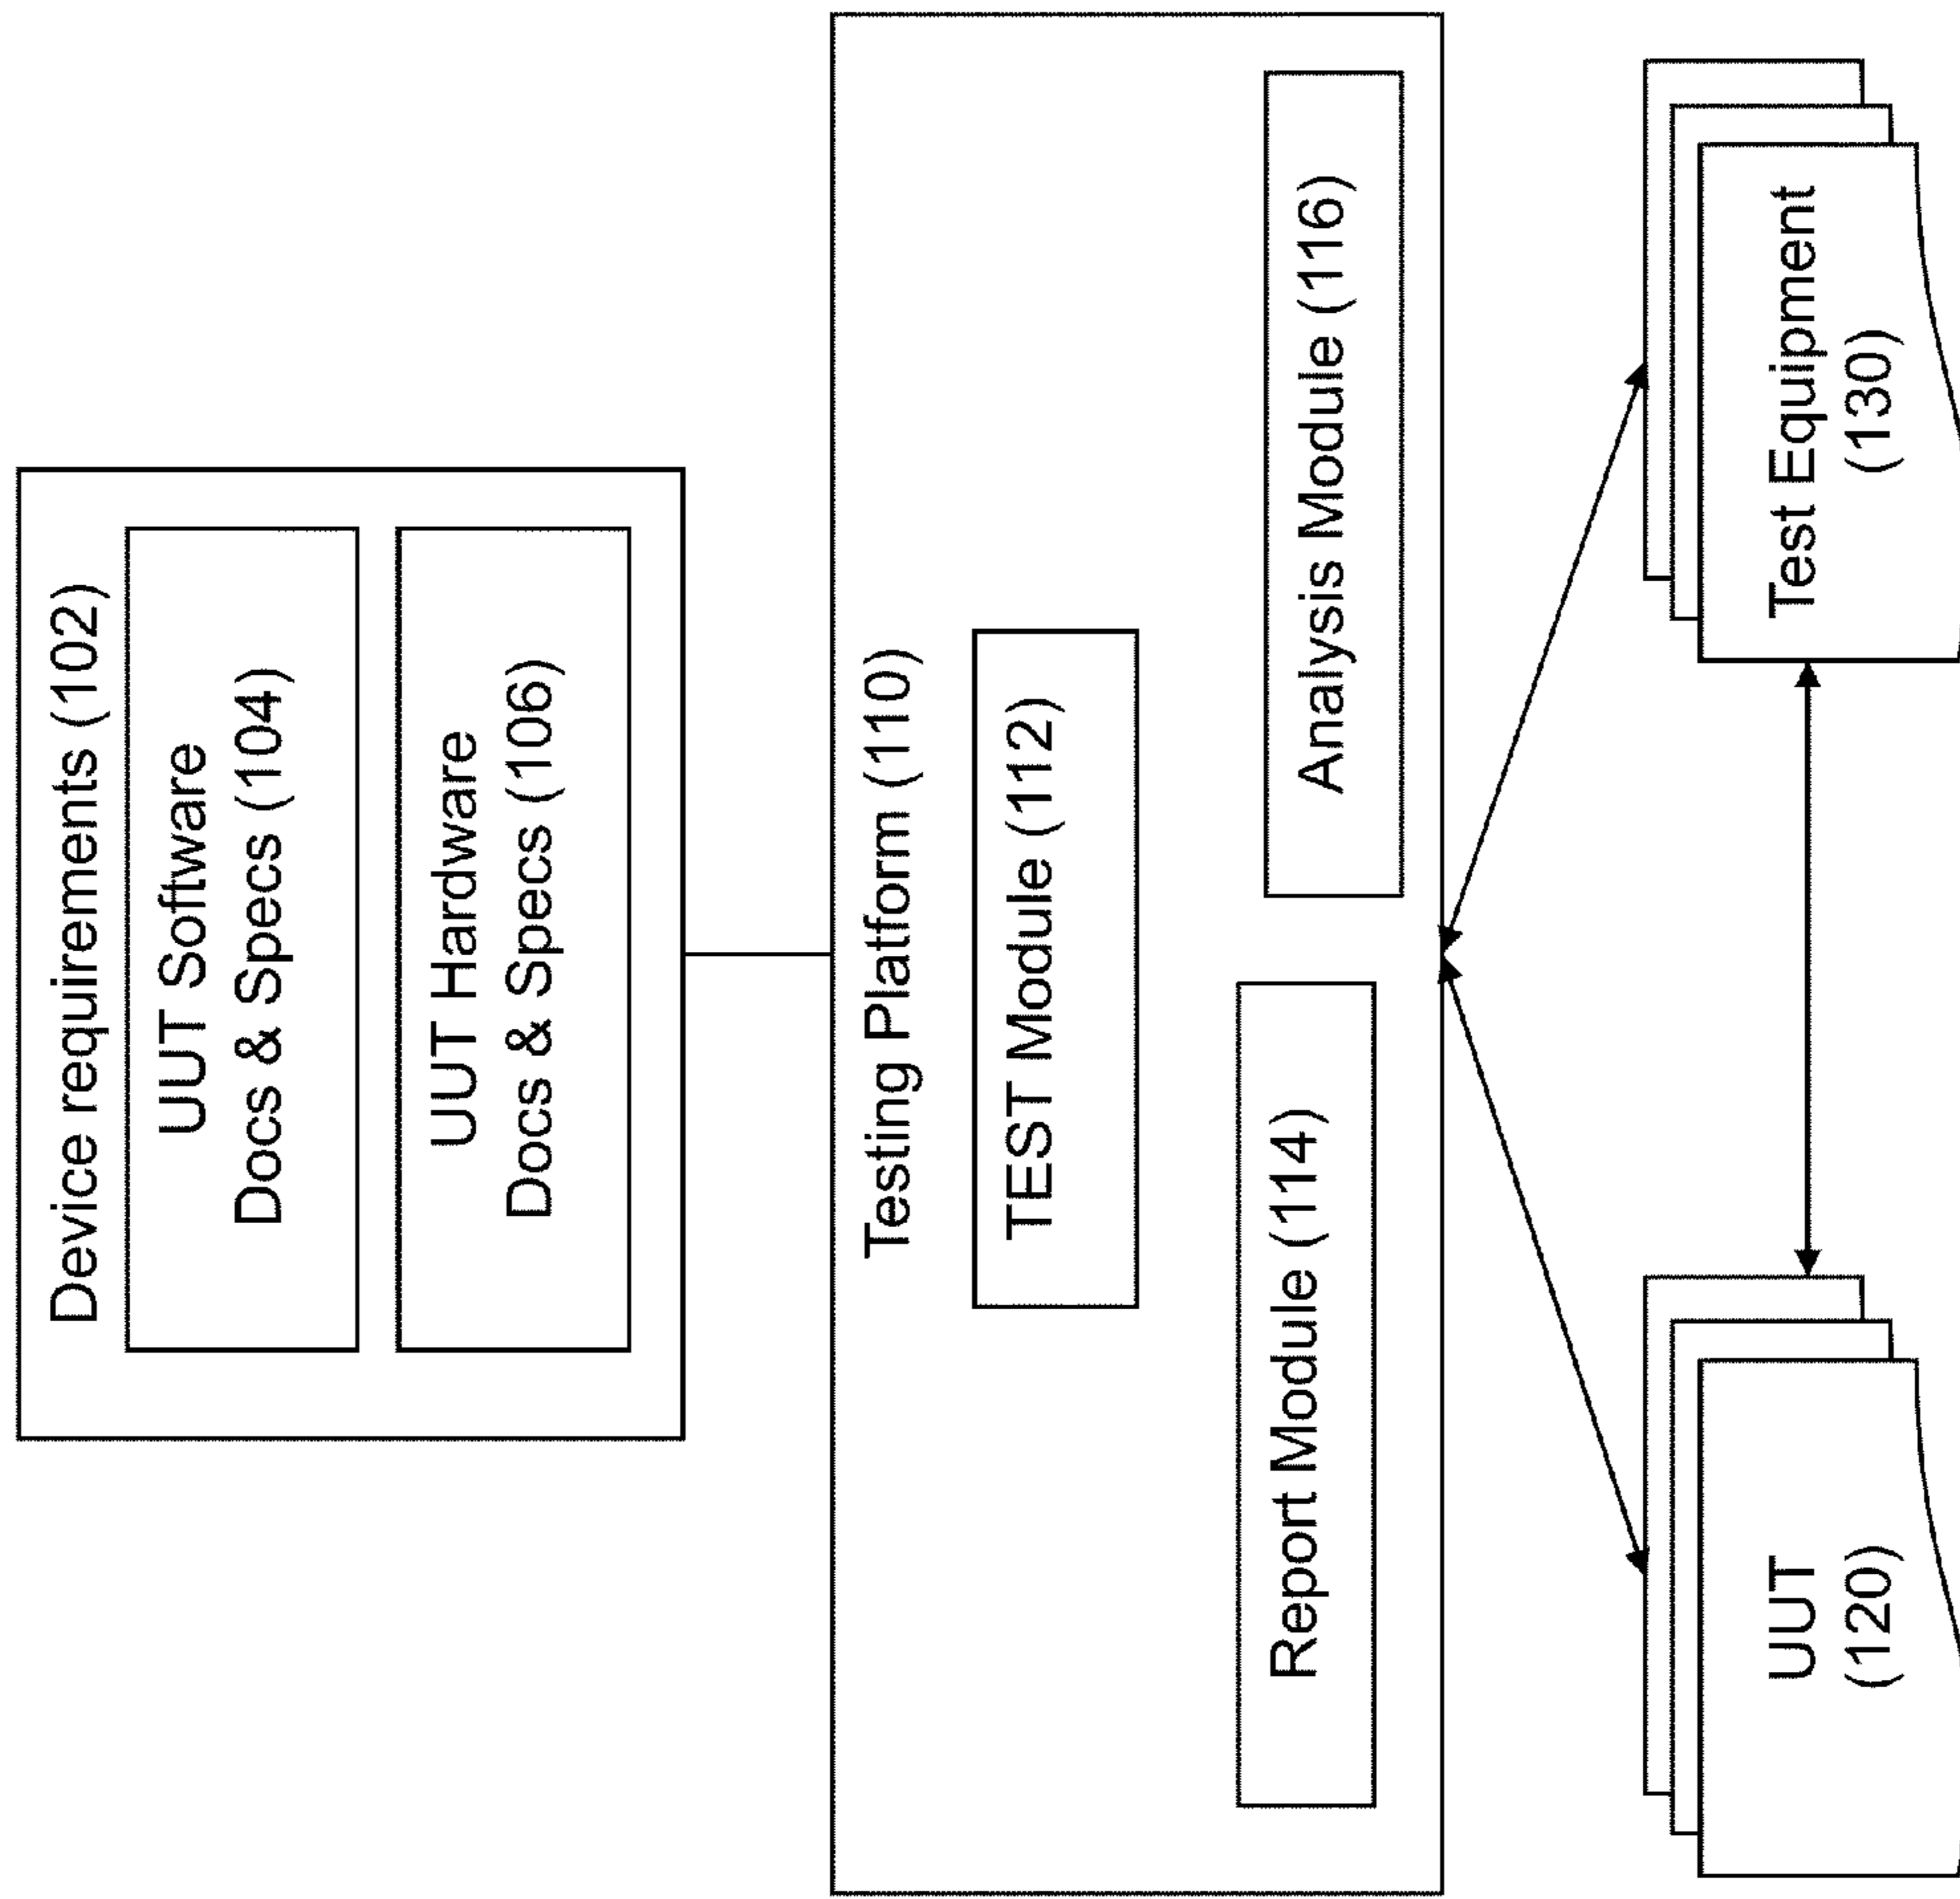 Device requirements (102)
UUT Software
Docs & Specs (104)
UUT Hardware
Docs & Specs (106)
Testing Platform (110)
TEST Module (112)
Report Module (114)
Analysis Module (116)
UUT
(120)
Test Equipment
(130)